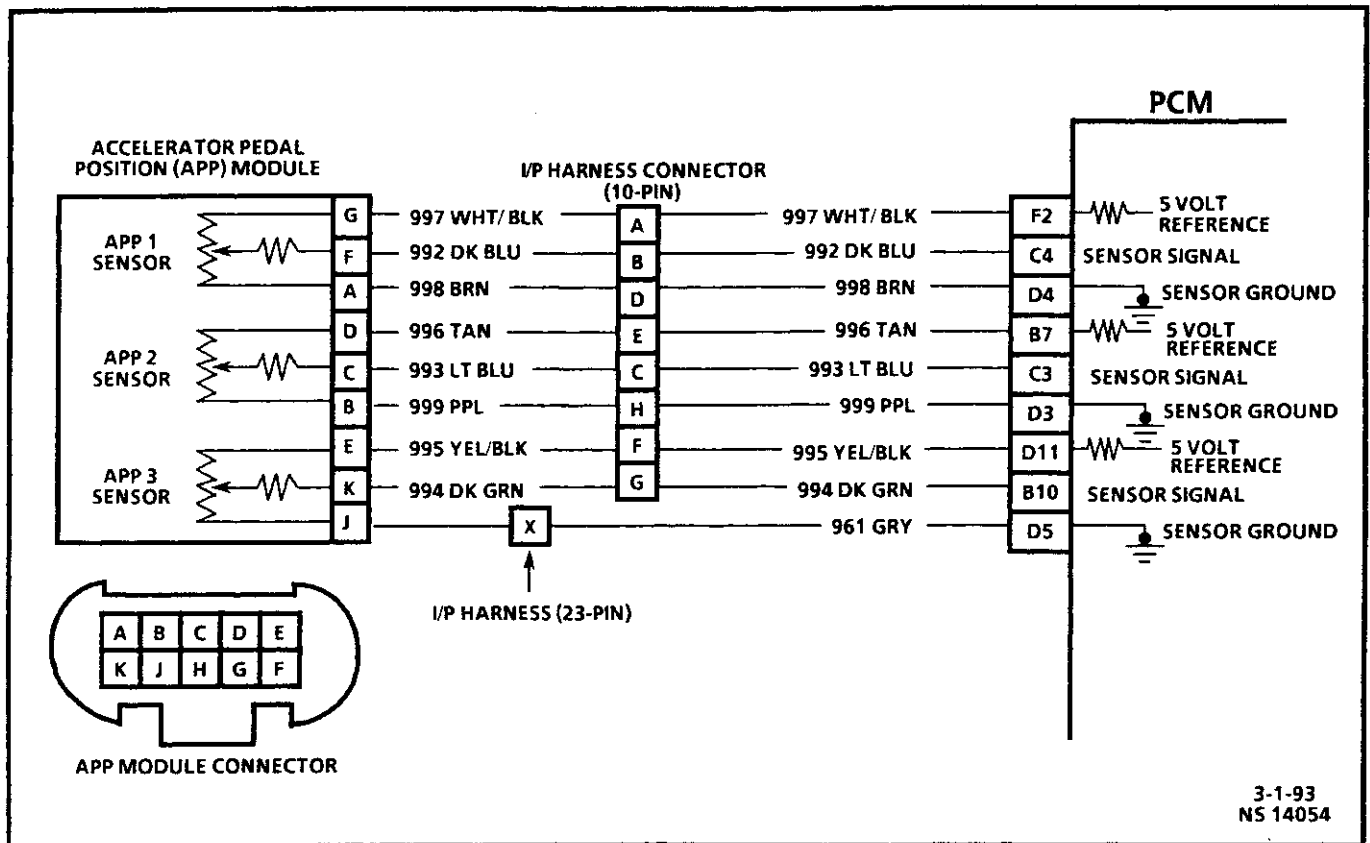 PCM
ACCELERATOR PEDAL
POSITION (APP) MODULE
I/P HARNESS CONNECTOR
(10-PIN)
APP 1
SENSOR
G
997 WHT/ BLK
A
997 WHT/ BLK
F2
5 VOLT
REFERENCE
F
992 DK BLU
B
992 DK BLU
C4
SENSOR SIGNAL
A
998 BRN
D
998 BRN
D4
SENSOR GROUND
APP 2
SENSOR
D
996 TAN
E
996 TAN
B7
5 VOLT
REFERENCE
C
993 LT BLU
C
993 LT BLU
C3
SENSOR SIGNAL
B
999 PPL
H
999 PPL
D3
SENSOR GROUND
APP 3
SENSOR
E
995 YEL/BLK
F
995 YEL/BLK
D11
5 VOLT
REFERENCE
K
994 DK GRN
G
994 DK GRN
B10
SENSOR SIGNAL
J
X
961 GRY
D5
SENSOR GROUND
I/P HARNESS (23-PIN)
A B C D E
K J H G F
APP MODULE CONNECTOR
3-1-93
NS 14054